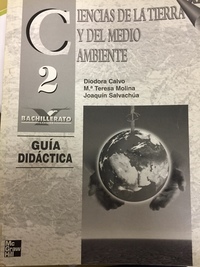 CIENCIAS DE LA TIERRA
Y DEL MEDIO
AMBIENTE
2
Diodora Calvo
M.ª Teresa Molina
Joaquín Salvachúa
BACHILLERATO
GUÍA
DIDÁCTICA
Mc
Graw
Hill